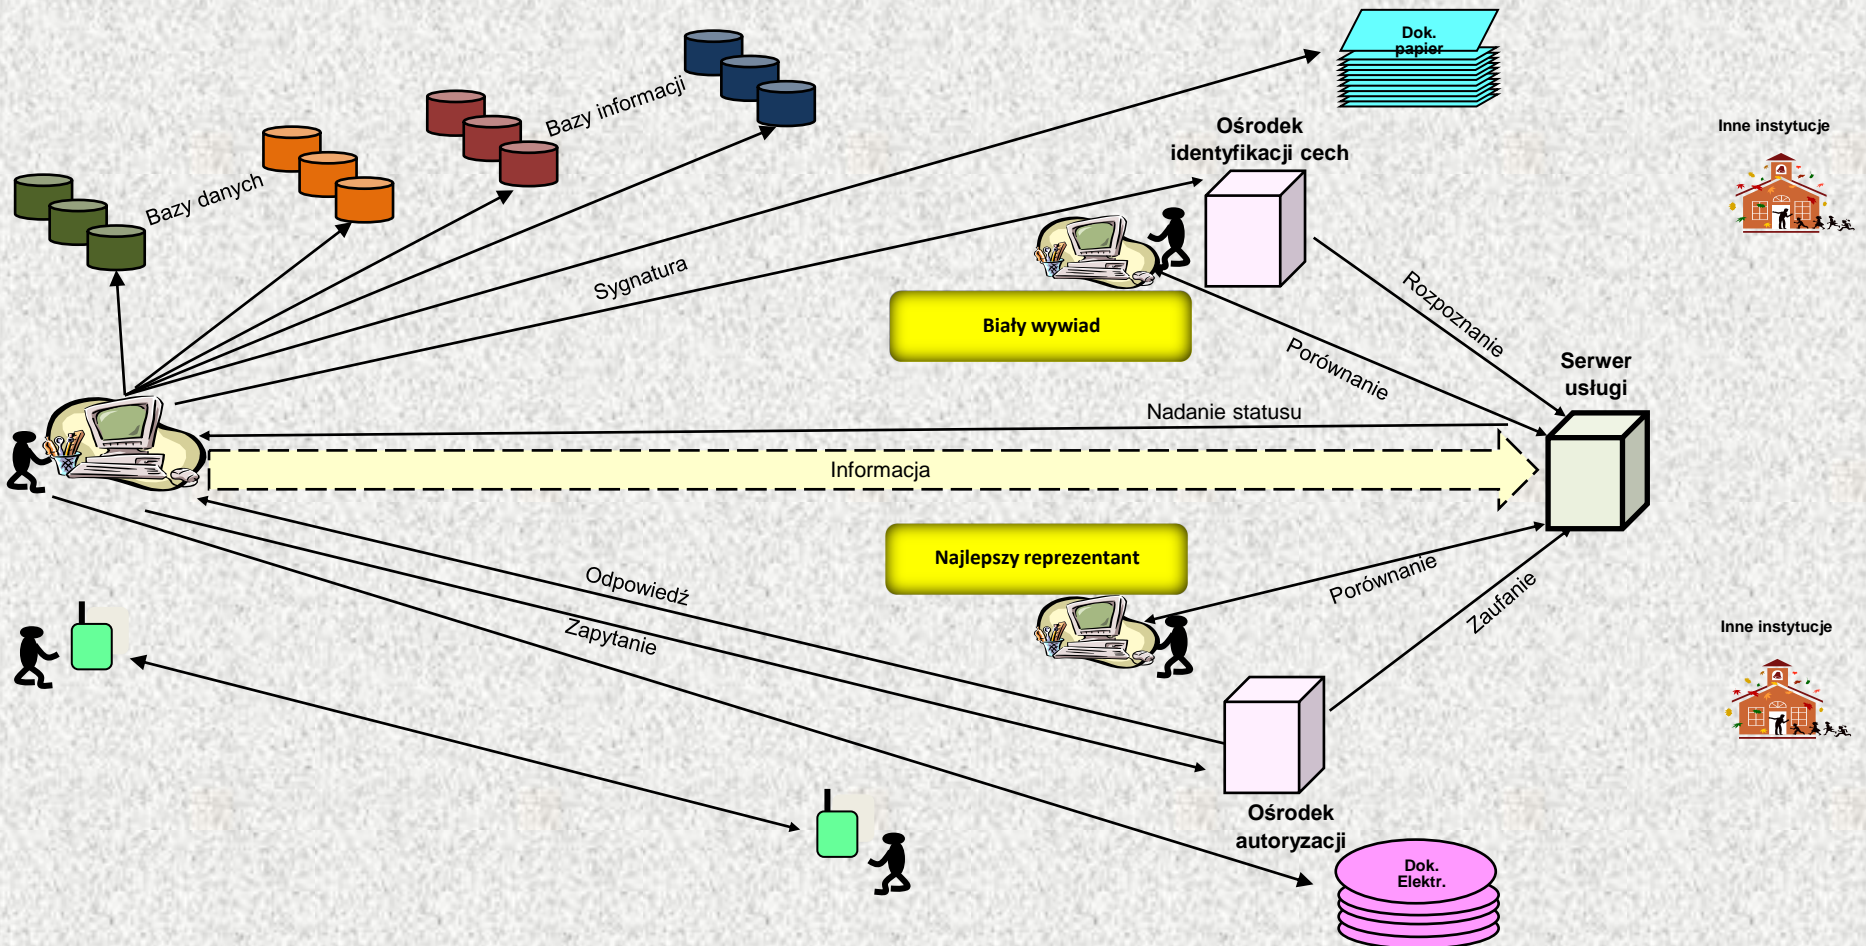 Dok.
papier
Bazy informacji
Bazy danych
Ośrodek
identyfikacji cech
Inne instytucje
Sygnatura
Biały wywiad
Rozpoznanie
Porównanie
Serwer
usługi
Nadanie statusu
Informacja
Najlepszy reprezentant
Odpowiedź
Porównanie
Zaufanie
Zapytanie
Inne instytucje
Ośrodek
autoryzacji
Dok.
Elektr.